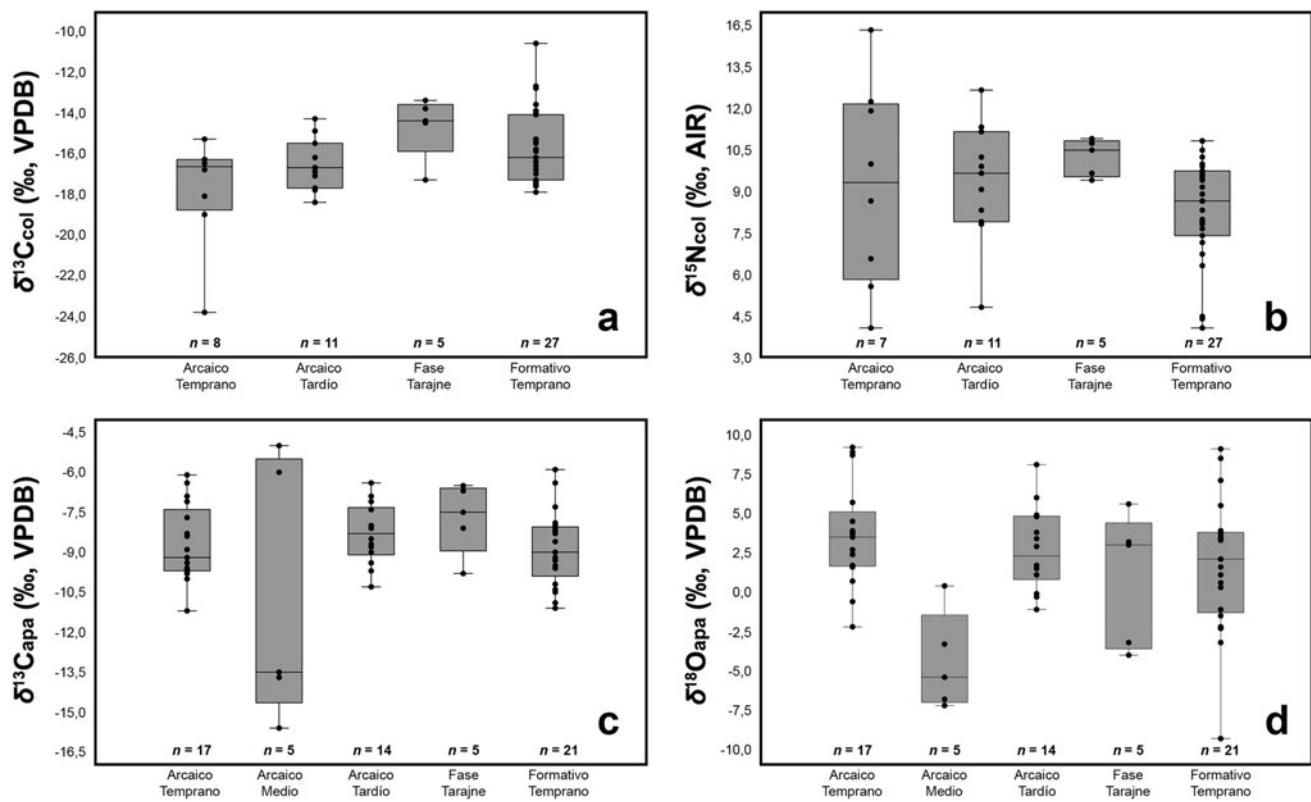 δ¹³Ccol (‰, VPDB)
-10,0
-12,0
-14,0
-16,0
-18,0
-20,0
-22,0
-24,0
-26,0
n = 8
n = 11
n = 5
n = 27
a
Arcaico
Temprano
Arcaico
Tardío
Fase
Tarajne
Formativo
Temprano
δ¹⁵Ncol (‰, AIR)
16,5
13,5
12,0
10,5
9,0
7,5
6,0
4,5
3,0
n = 7
n = 11
n = 5
n = 27
b
Arcaico
Temprano
Arcaico
Tardío
Fase
Tarajne
Formativo
Temprano
δ¹³Capa (‰, VPDB)
-4,5
-6,0
-7,5
-9,0
-10,5
-12,0
-13,5
-15,0
-16,5
n = 17
n = 5
n = 14
n = 5
n = 21
c
Arcaico
Temprano
Arcaico
Medio
Arcaico
Tardío
Fase
Tarajne
Formativo
Temprano
δ¹⁸Oapa (‰, VPDB)
10,0
7,5
5,0
2,5
0,0
-2,5
-5,0
-7,5
-10,0
n = 17
n = 5
n = 14
n = 5
n = 21
d
Arcaico
Temprano
Arcaico
Medio
Arcaico
Tardío
Fase
Tarajne
Formativo
Temprano